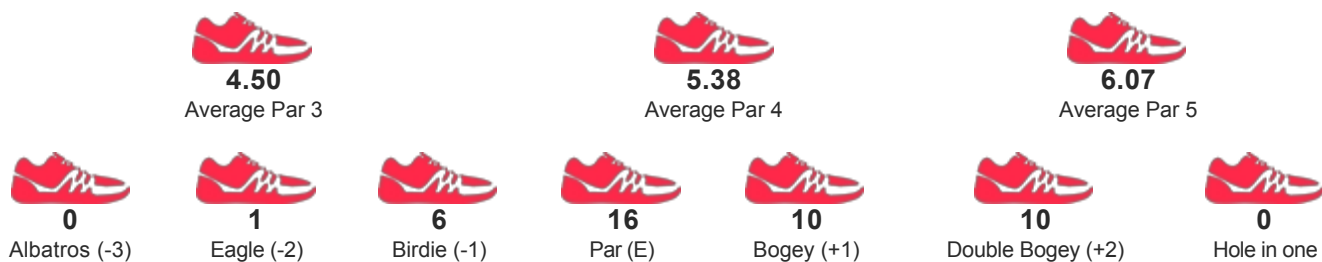 4.50 5.38 6.07
Average Par 3 Average Par 4 Average Par 5
0 1 6 16 10 10 0
Albatros (-3) Eagle (-2) Birdie (-1) Par (E) Bogey (+1) Double Bogey (+2) Hole in one